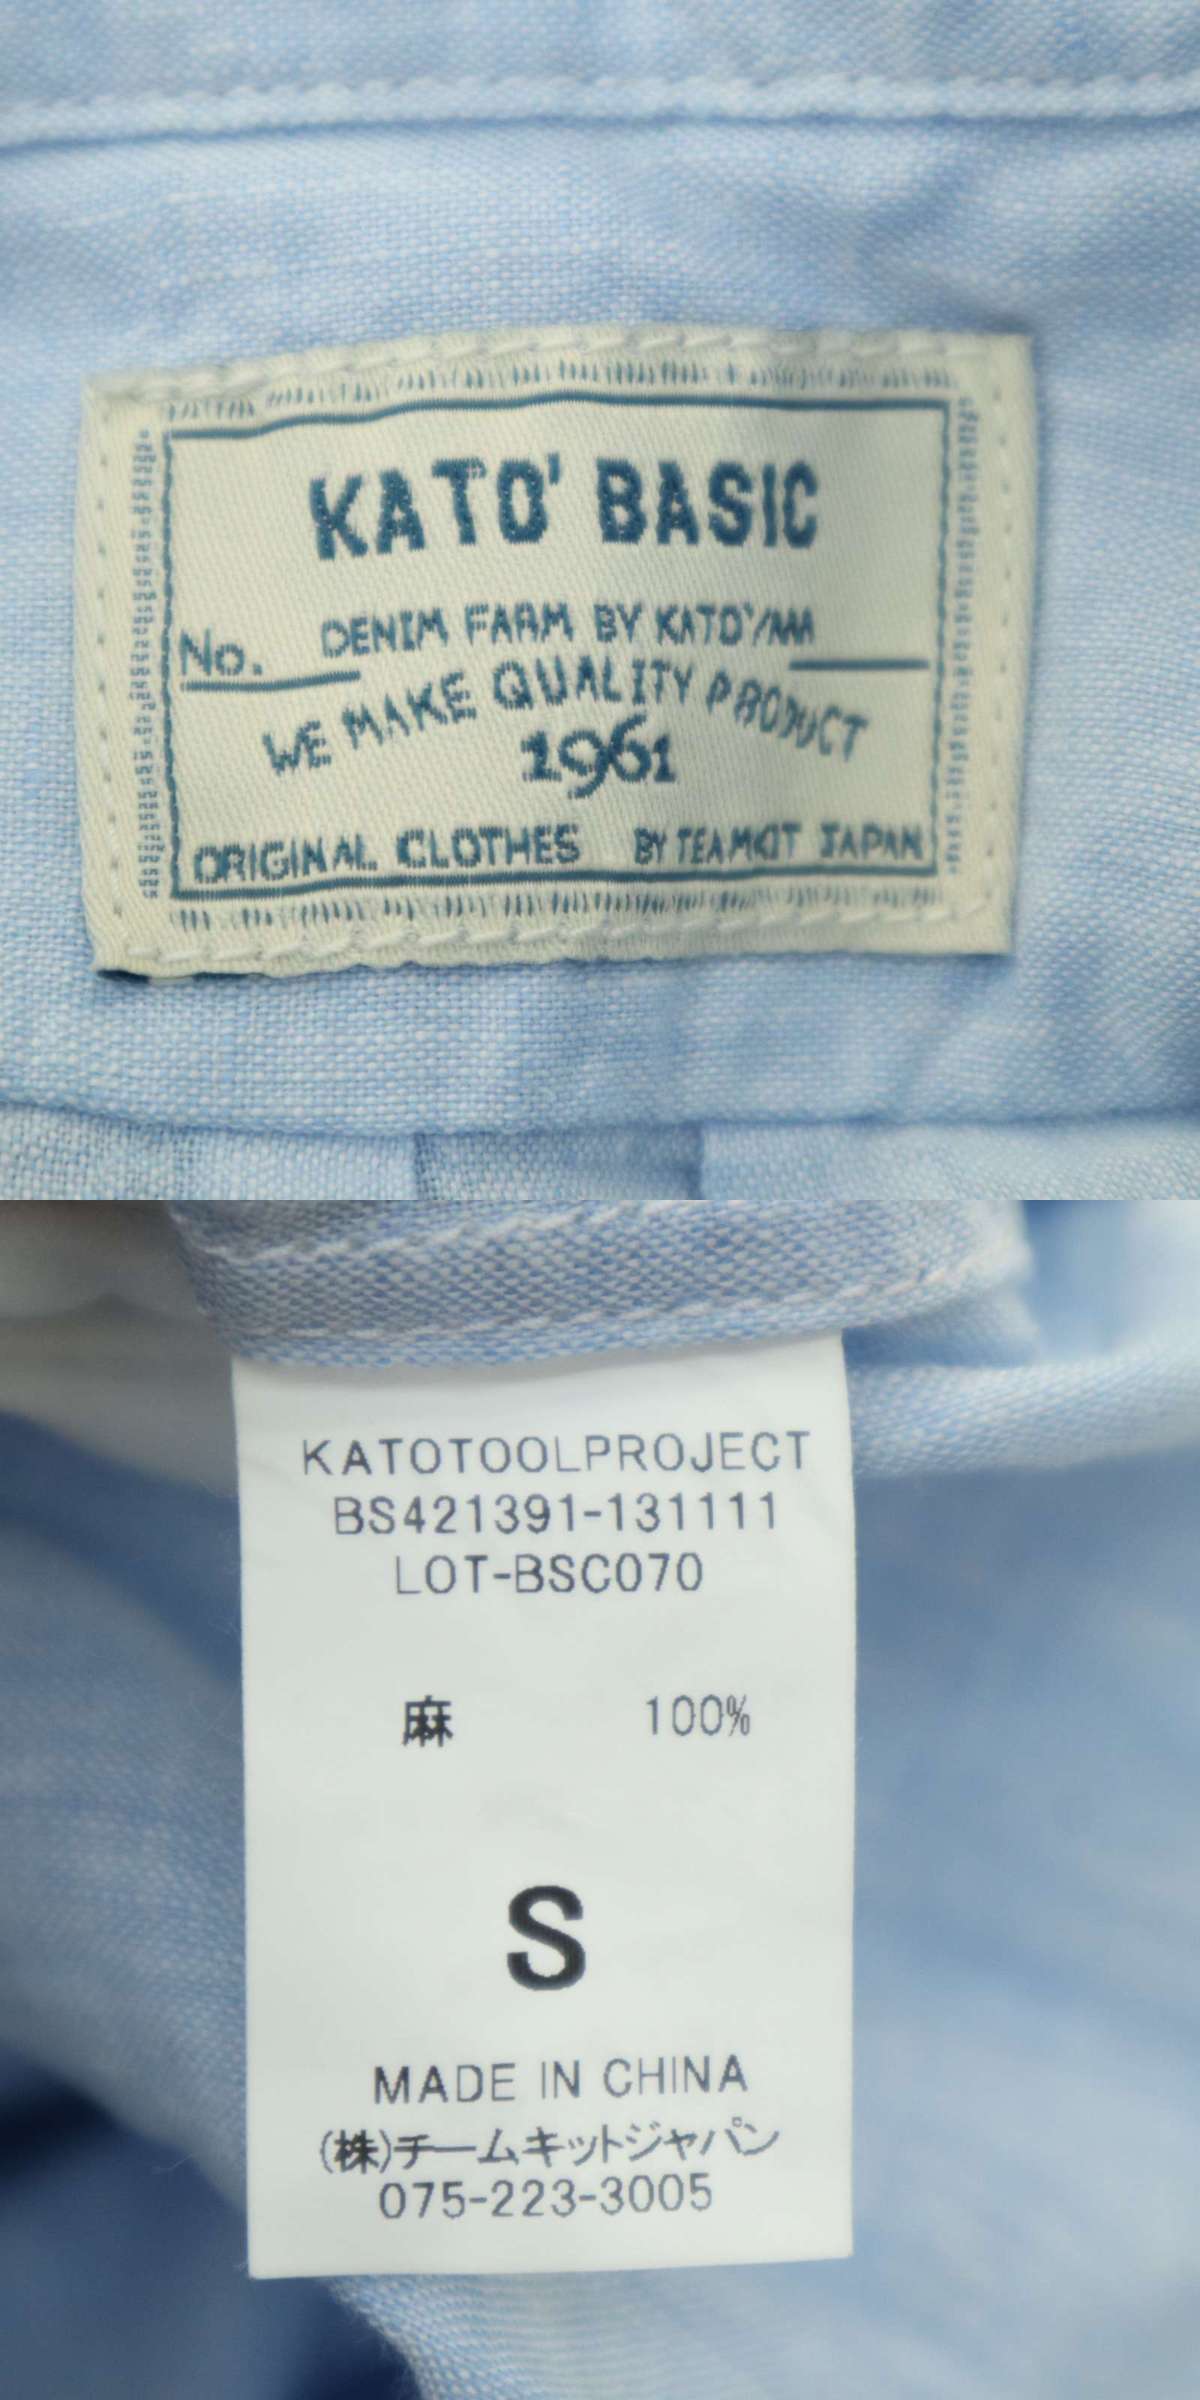 KATO' BASIC
DENIM FARM BY KATO'/AAA
No.
WE MAKE QUALITY PRODUCT
1961
ORIGINAL CLOTHES BY TEAMKIT JAPAN
KATOTOOLPROJECT
BS421391-131111
LOT-BSC070
麻 100%
S
MADE IN CHINA
(株)チームキットジャパン
075-223-3005